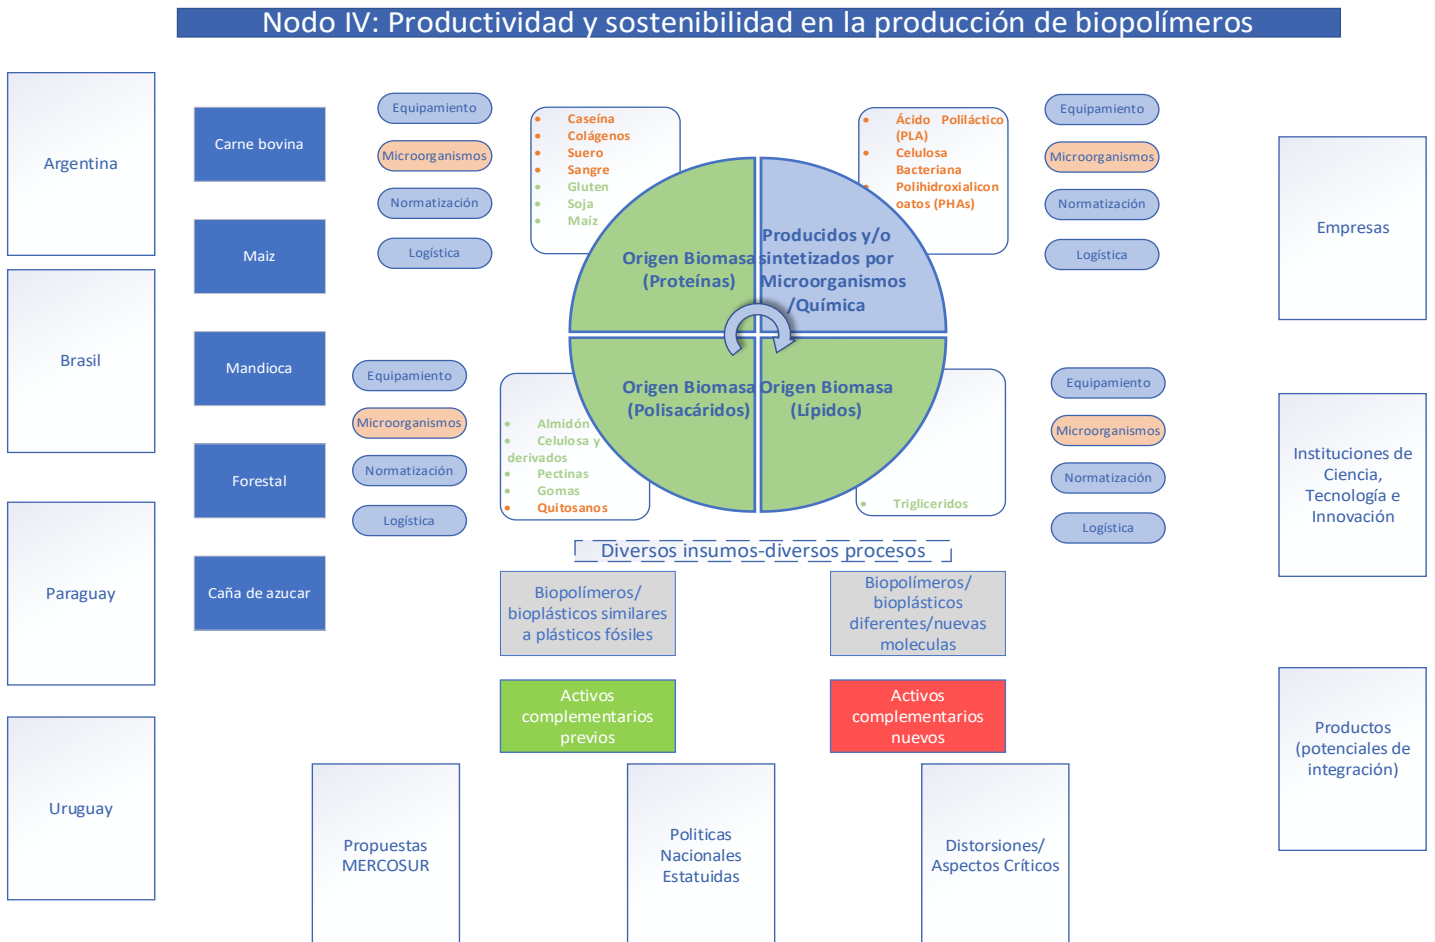 Nodo IV: Productividad y sostenibilidad en la producción de biopolímeros
Argentina
Brasil
Paraguay
Uruguay
Carne bovina
Maiz
Mandioca
Forestal
Caña de azucar
Equipamiento
Microorganismos
Normatización
Logística
• Caseína
• Colágenos
• Suero
• Sangre
• Gluten
• Soja
• Maíz
Origen Biomasa
(Proteínas)
Producidos y/o
sintetizados por
Microorganismos
/Química
• Ácido Poliláctico
(PLA)
• Celulosa
Bacteriana
• Polihidroxialicon
oatos (PHAs)
Equipamiento
Microorganismos
Normatización
Logística
Equipamiento
Microorganismos
Normatización
Logística
• Almidón
• Celulosa y
derivados
• Pectinas
• Gomas
• Quitosanos
Origen Biomasa
(Polisacáridos)
Origen Biomasa
(Lípidos)
• Trigliceridos
Equipamiento
Microorganismos
Normatización
Logística
Diversos insumos-diversos procesos
Biopolímeros/
bioplásticos similares
a plásticos fósiles
Biopolímeros/
bioplásticos
diferentes/nuevas
moleculas
Activos
complementarios
previos
Activos
complementarios
nuevos
Propuestas
MERCOSUR
Politicas
Nacionales
Estatuidas
Distorsiones/
Aspectos Críticos
Empresas
Instituciones de
Ciencia,
Tecnología e
Innovación
Productos
(potenciales de
integración)